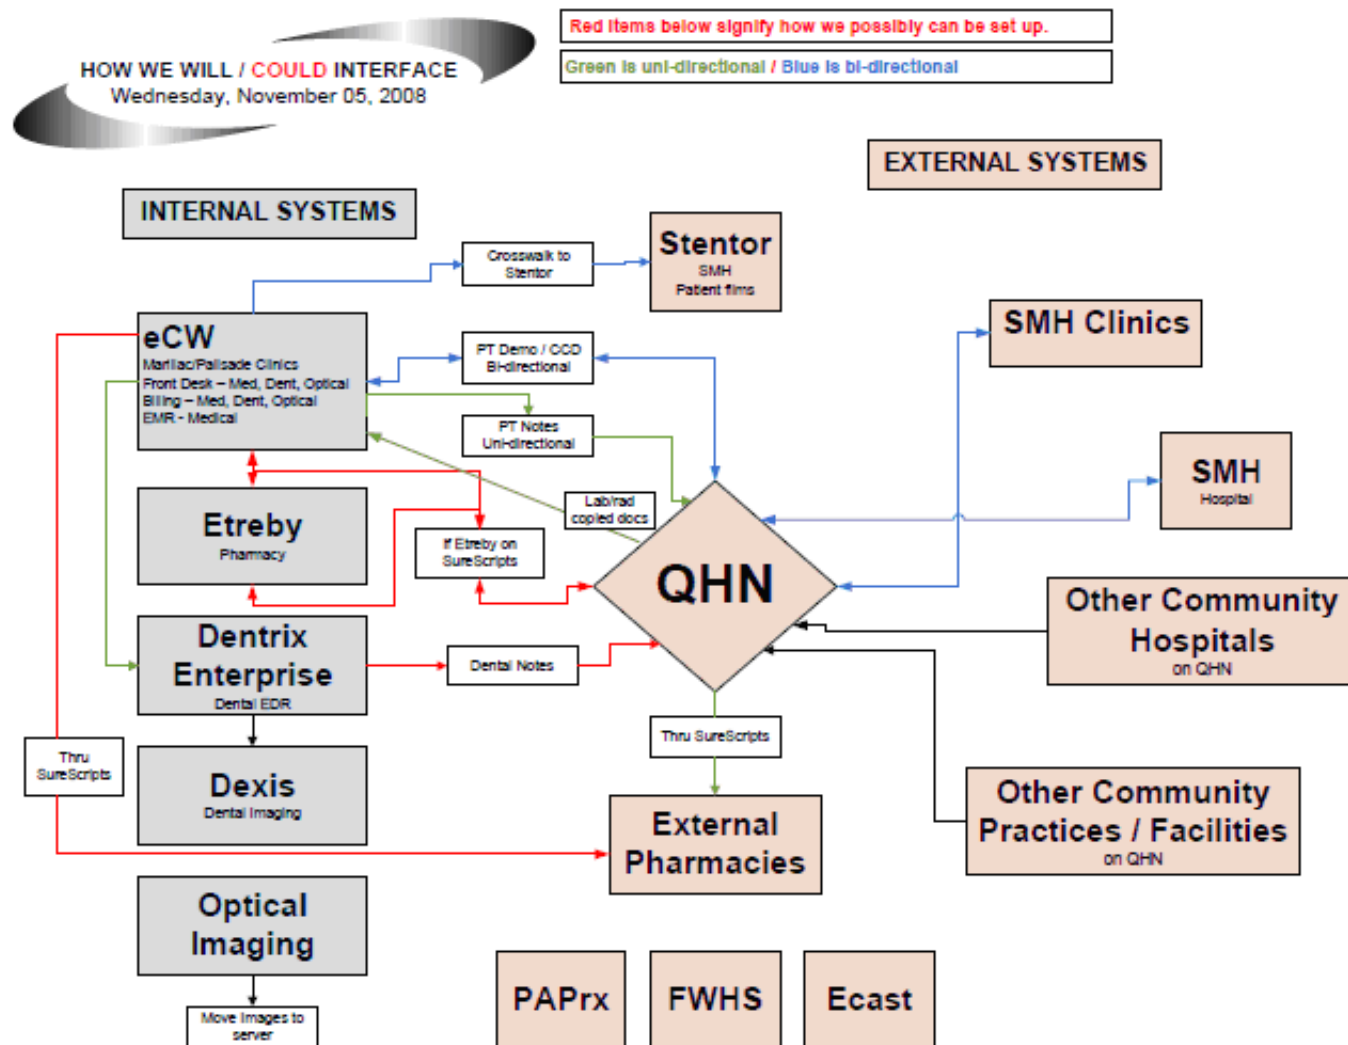 Red Items below signify how we possibly can be set up.
Green is uni-directional / Blue is bi-directional
HOW WE WILL / COULD INTERFACE
Wednesday, November 05, 2008
EXTERNAL SYSTEMS
INTERNAL SYSTEMS
Stentor
SMH
Patient films
Crosswalk to
Stentor
SMH Clinics
eCW
Marillac/Palisade Clinics
Front Desk – Med, Dent, Optical
Billing – Med, Dent, Optical
EMR - Medical
PT Demo / CCD
Bi-directional
PT Notes
Uni-directional
SMH
Hospital
Lab/rad
copied docs
Etreby
Pharmacy
If Etreby on
SureScripts
QHN
Other Community
Hospitals
on QHN
Dentrix
Enterprise
Dental EDR
Dental Notes
Thru SureScripts
Thru
SureScripts
Dexis
Dental Imaging
External
Pharmacies
Other Community
Practices / Facilities
on QHN
Optical
Imaging
Move Images to
server
PAPrx
FWHS
Ecast